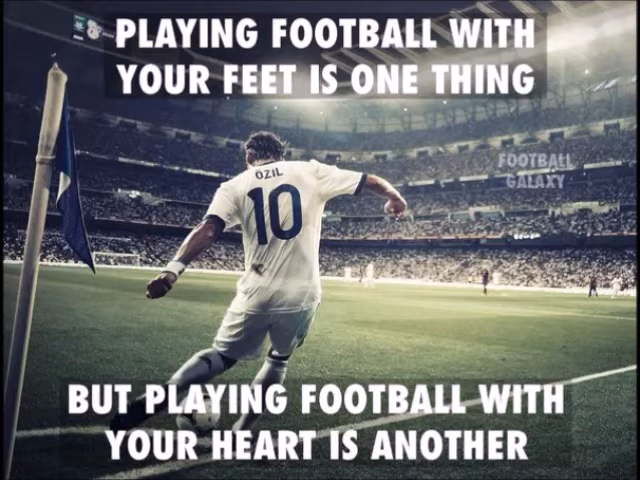 PLAYING FOOTBALL WITH
YOUR FEET IS ONE THING
FOOTBALL
GALAXY
ÖZIL
10
BUT PLAYING FOOTBALL WITH
YOUR HEART IS ANOTHER